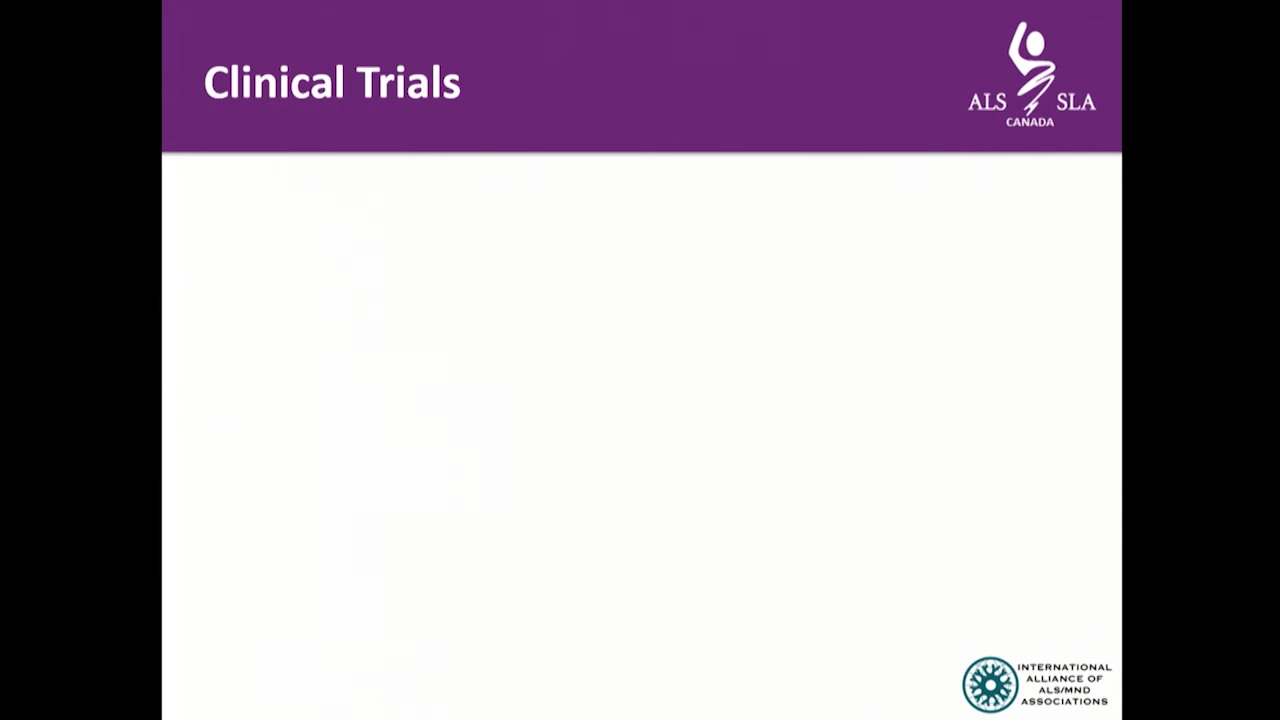 Clinical Trials
ALS SLA
CANADA
INTERNATIONAL
ALLIANCE OF
ALS/MND
ASSOCIATIONS